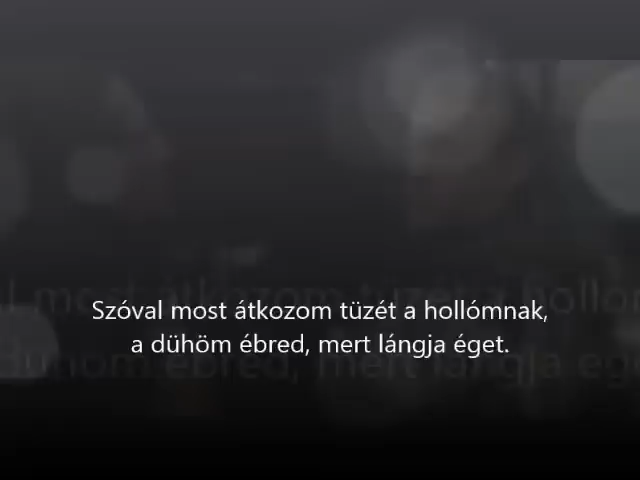 Szóval most átkozom tüzét a hollómnak,
a dühöm ébred, mert lángja éget.